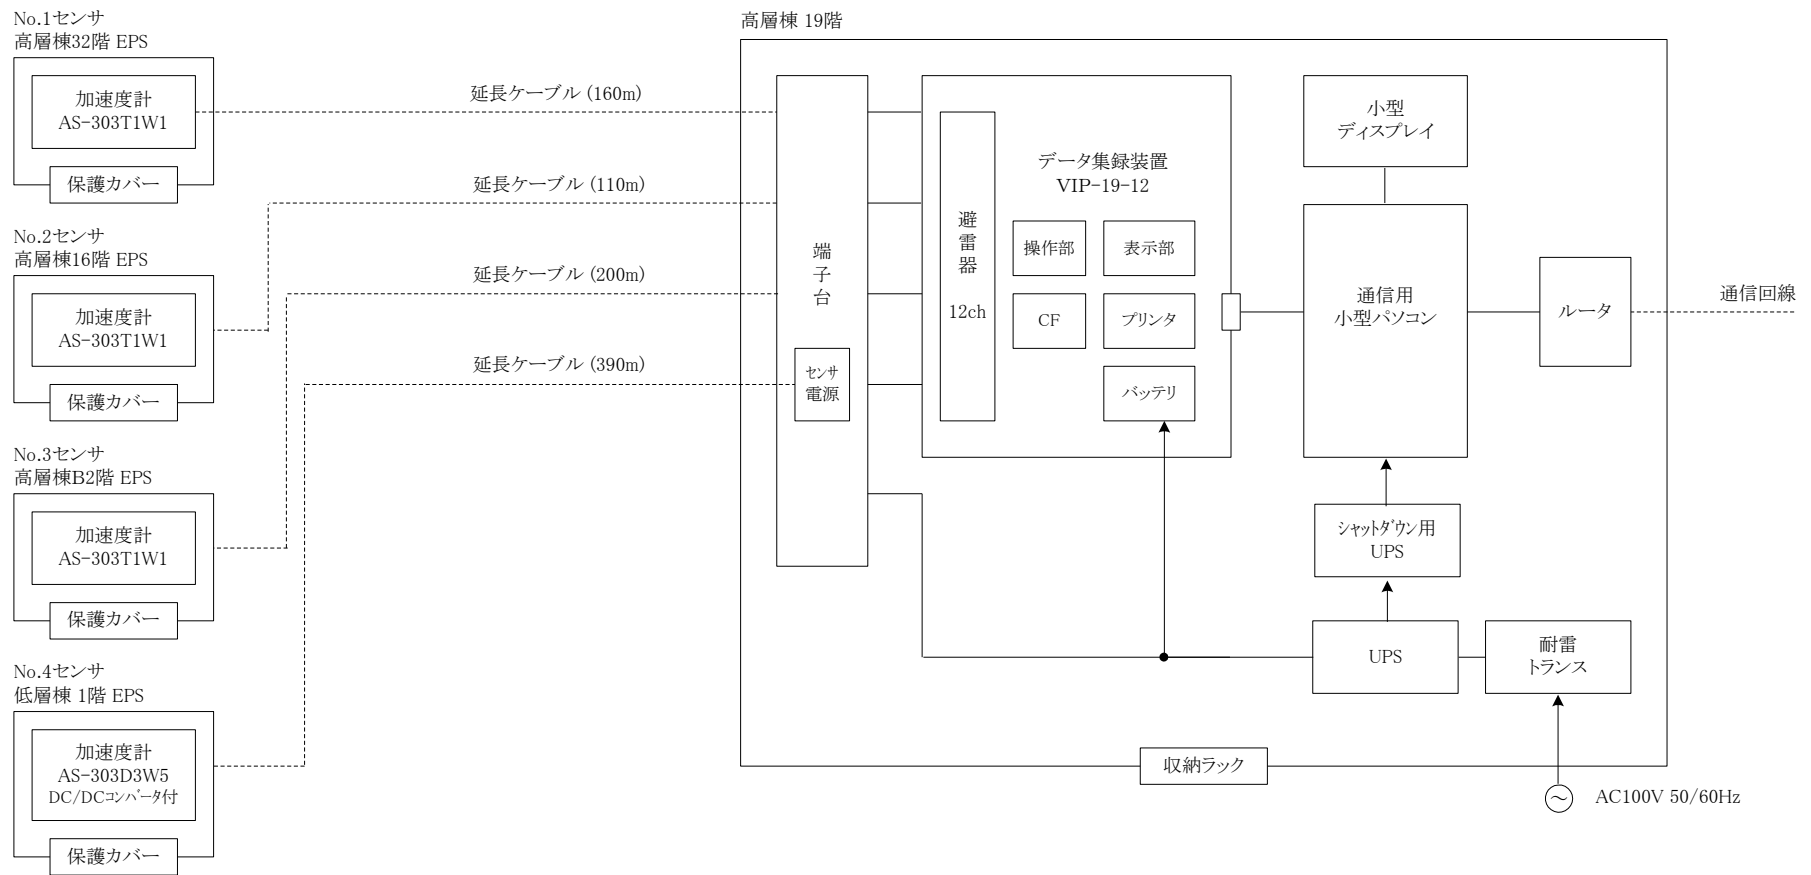 No.1センサ
高層棟32階 EPS
加速度計
AS-303T1W1
保護カバー
No.2センサ
高層棟16階 EPS
加速度計
AS-303T1W1
保護カバー
No.3センサ
高層棟B2階 EPS
加速度計
AS-303T1W1
保護カバー
No.4センサ
低層棟 1階 EPS
加速度計
AS-303D3W5
DC/DCコンバータ付
保護カバー
延長ケーブル (160m)
延長ケーブル (110m)
延長ケーブル (200m)
延長ケーブル (390m)
高層棟 19階
端子台
センサ
電源
避雷器
12ch
データ集録装置
VIP-19-12
操作部
表示部
CF
プリンタ
バッテリ
小型
ディスプレイ
通信用
小型パソコン
ルータ
通信回線
シャットダウン用
UPS
UPS
耐雷
トランス
収納ラック
AC100V 50/60Hz